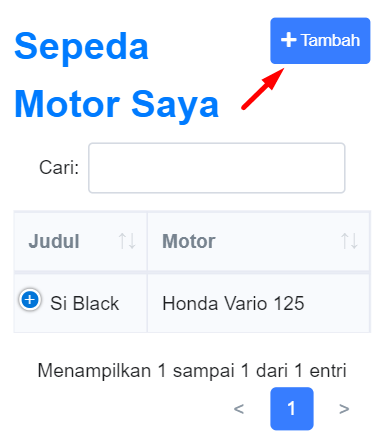 Sepeda
Motor Saya
Tambah
Cari:
Judul Motor
Si Black Honda Vario 125
Menampilkan 1 sampai 1 dari 1 entri
< 1 >